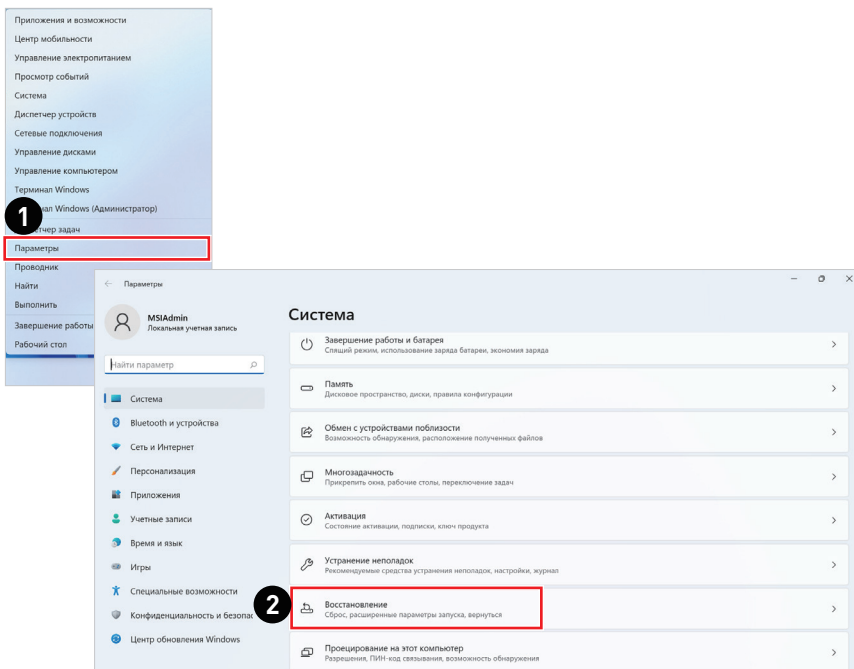 Приложения и возможности
Центр мобильности
Управление электропитанием
Просмотр событий
Система
Диспетчер устройств
Сетевые подключения
Управление дисками
Управление компьютером
Терминал Windows
нал Windows (Администратор)
1
етчер задач
Параметры
Проводник
Найти
Выполнить
Завершение работы
Рабочий стол
Параметры
MSIAdmin
Локальная учетная запись
Найти параметр
Система
Bluetooth и устройства
Сеть и Интернет
Персонализация
Приложения
Учетные записи
Время и язык
Игры
Специальные возможности
Конфиденциальность и безопас
Центр обновления Windows
Система
Завершение работы и батарея
Спящий режим, использование заряда батареи, экономия заряда
Память
Дисковое пространство, диски, правила конфигурации
Обмен с устройствами поблизости
Возможность обнаружения, расположение полученных файлов
Многозадачность
Прикрепить окна, рабочие столы, переключение задач
Активация
Состояние активации, подписки, ключ продукта
Устранение неполадок
Рекомендуемые средства устранения неполадок, настройки, журнал
2
Восстановление
Сброс, расширенные параметры запуска, вернуться
Проецирование на этот компьютер
Разрешения, ПИН-код связывания, возможность обнаружения